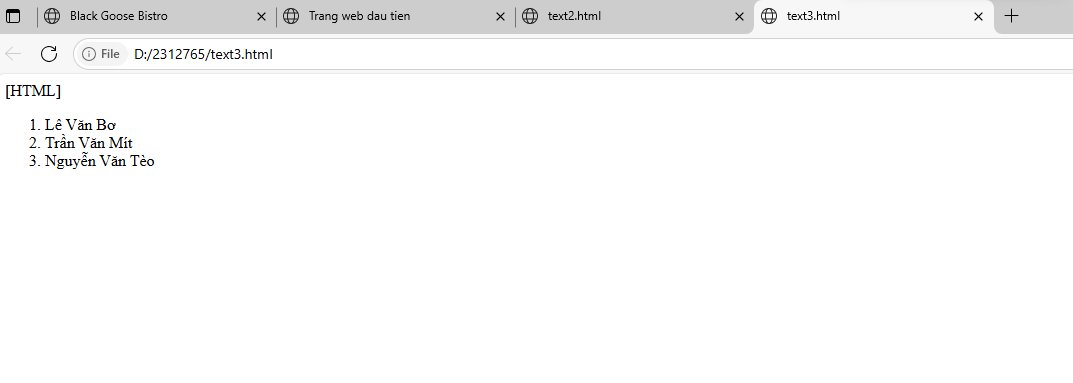 Black Goose Bistro
Trang web dau tien
text2.html
text3.html
File D:/2312765/text3.html
[HTML]
1. Lê Văn Bơ
2. Trần Văn Mít
3. Nguyễn Văn Tèo